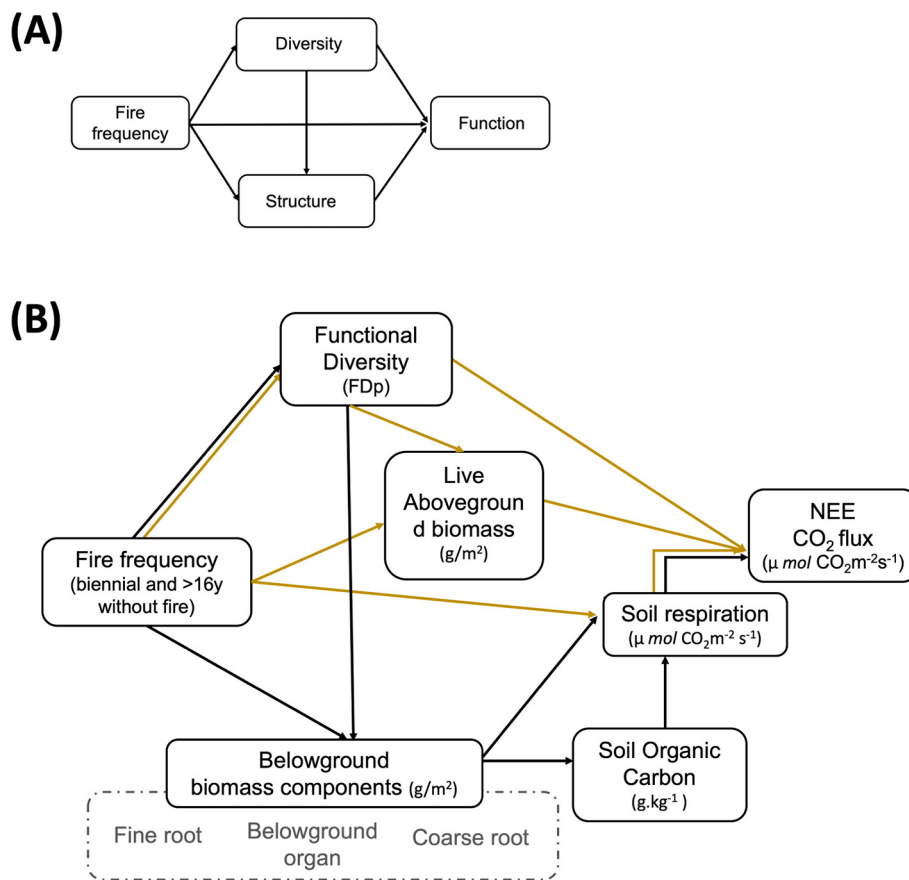 (A)
Diversity
Fire
frequency
Function
Structure
(B)
Functional
Diversity
(FDp)
Live
Abovegroun
d biomass
(g/m²)
NEE
CO₂ flux
(μ mol CO₂m⁻²s⁻¹)
Fire frequency
(biennial and >16y
without fire)
Soil respiration
(μ mol CO₂m⁻² s⁻¹)
Belowground
biomass components (g/m²)
Soil Organic
Carbon
(g.kg⁻¹ )
Fine root
Belowground
organ
Coarse root